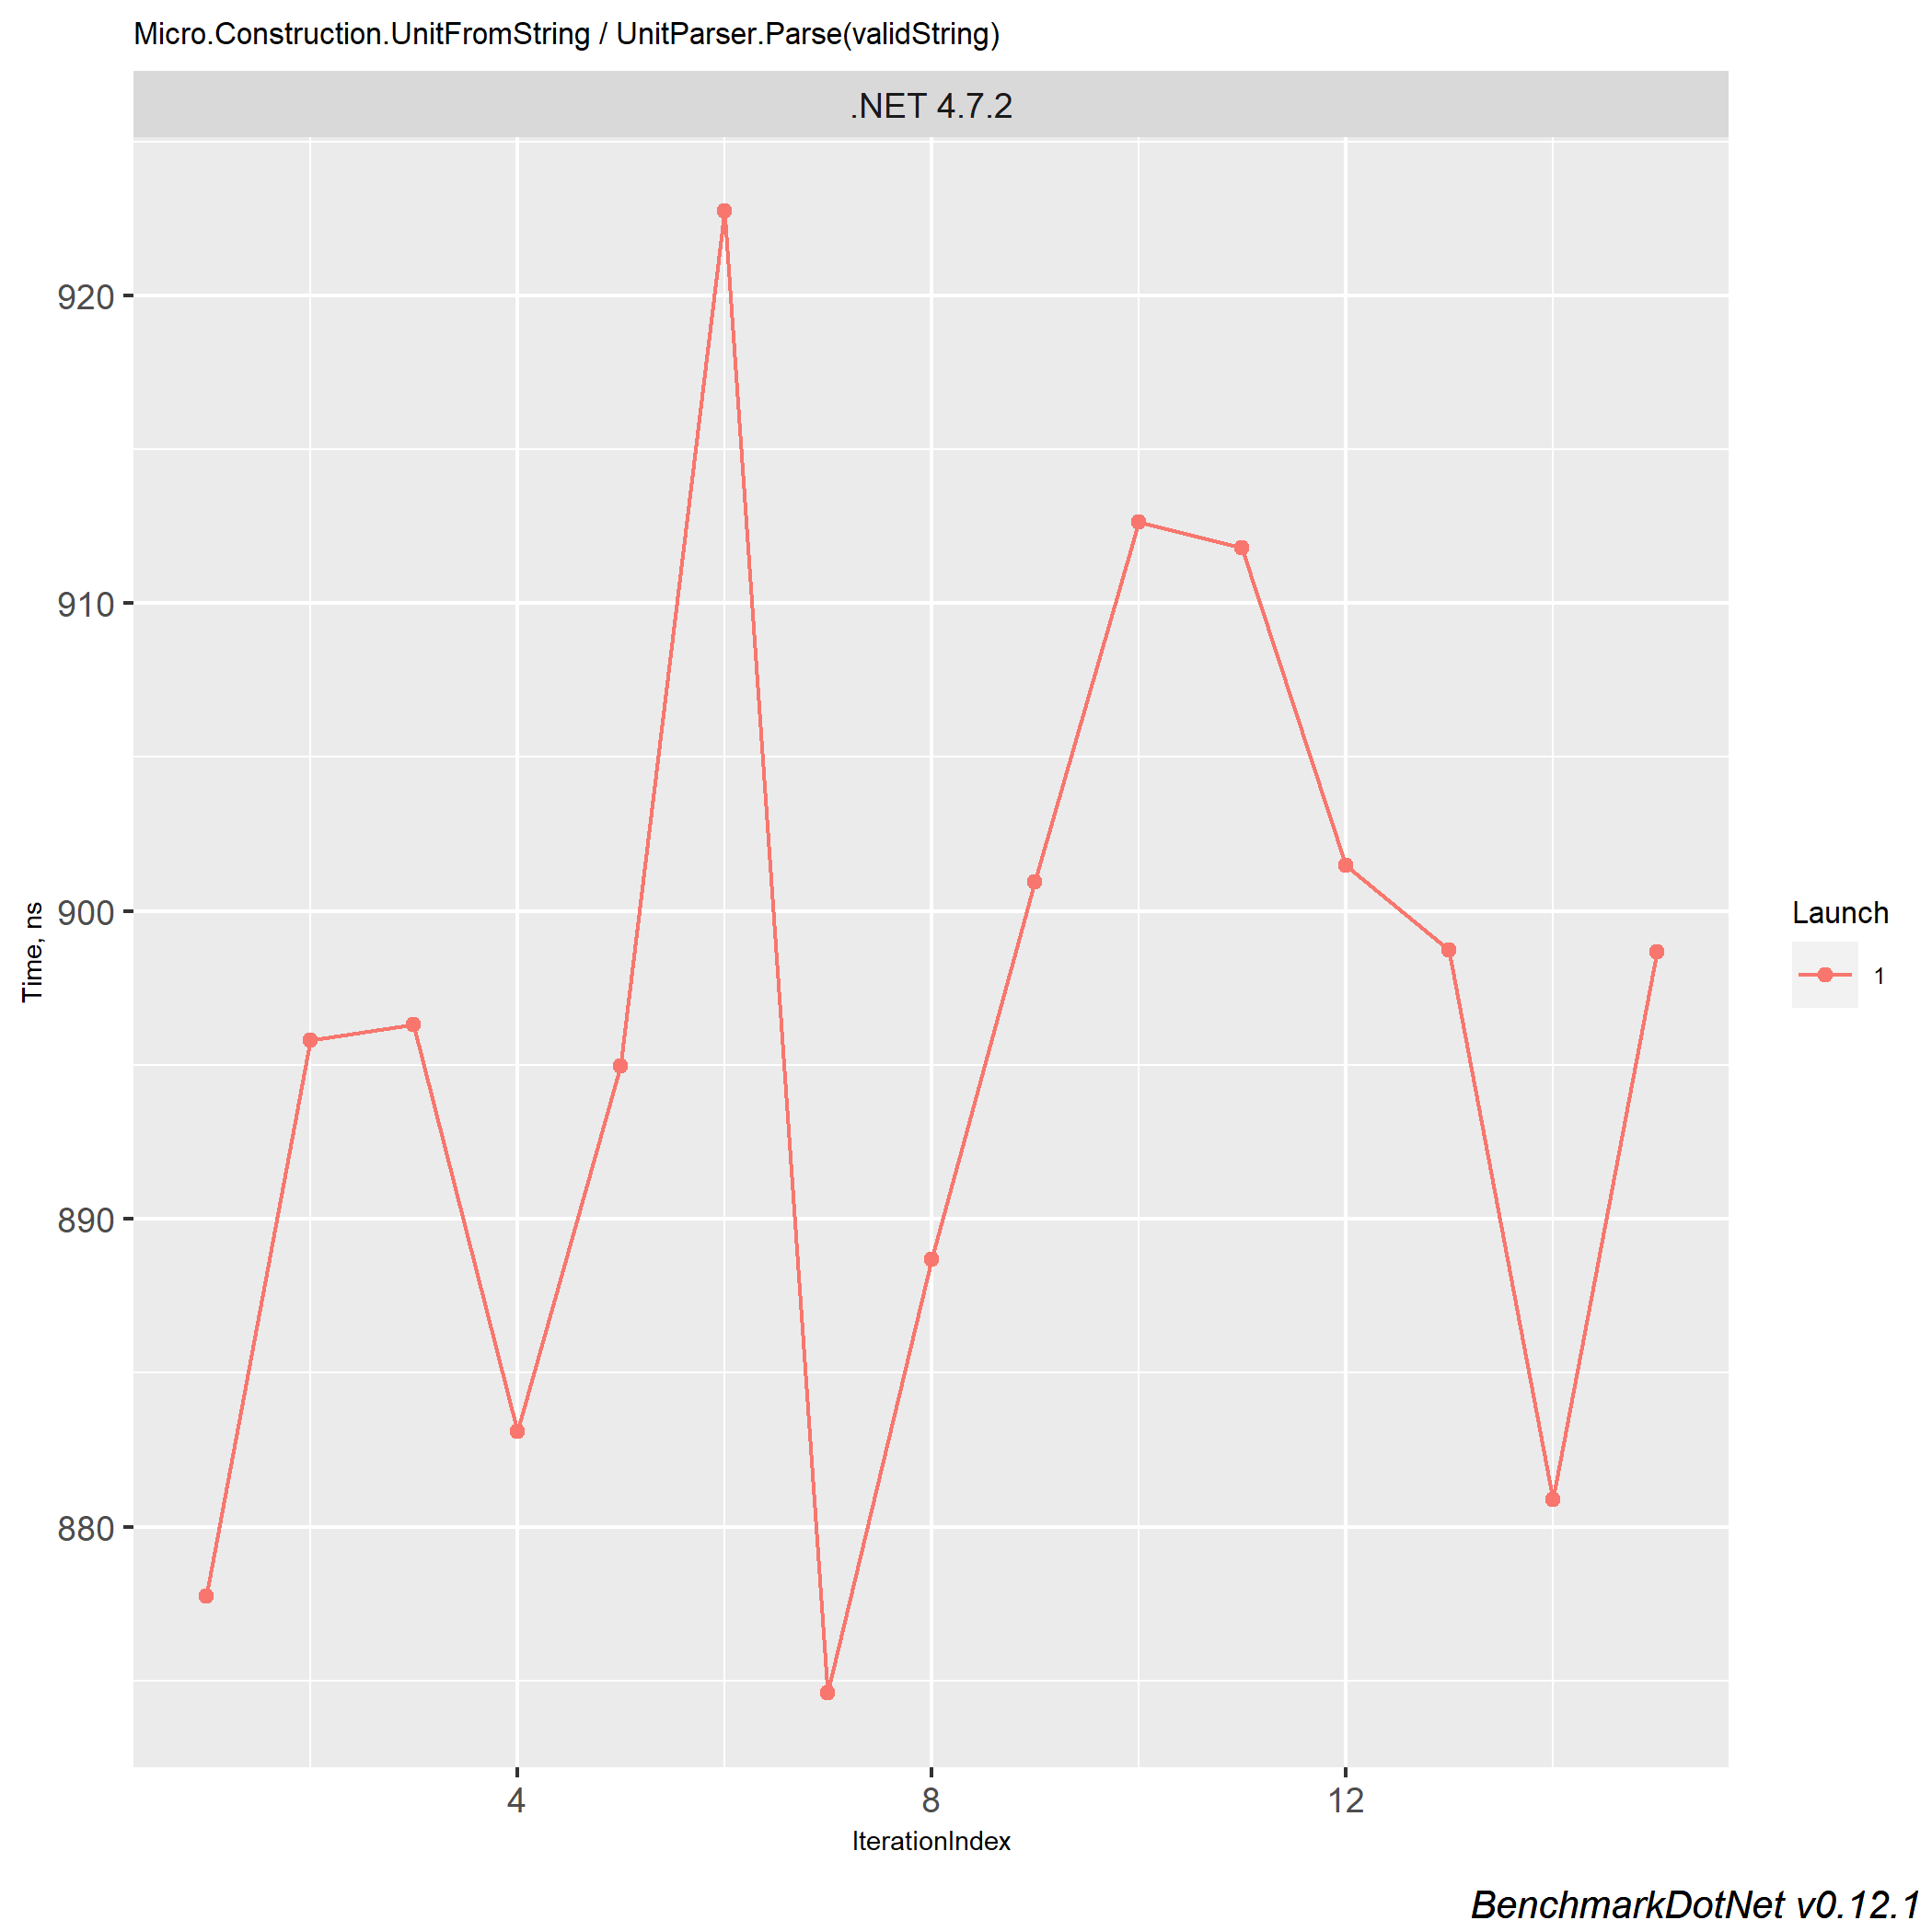 Micro.Construction.UnitFromString / UnitParser.Parse(validString)
.NET 4.7.2
920
910
900
890
880
Time, ns
4
8
12
IterationIndex
Launch
1
BenchmarkDotNet v0.12.1